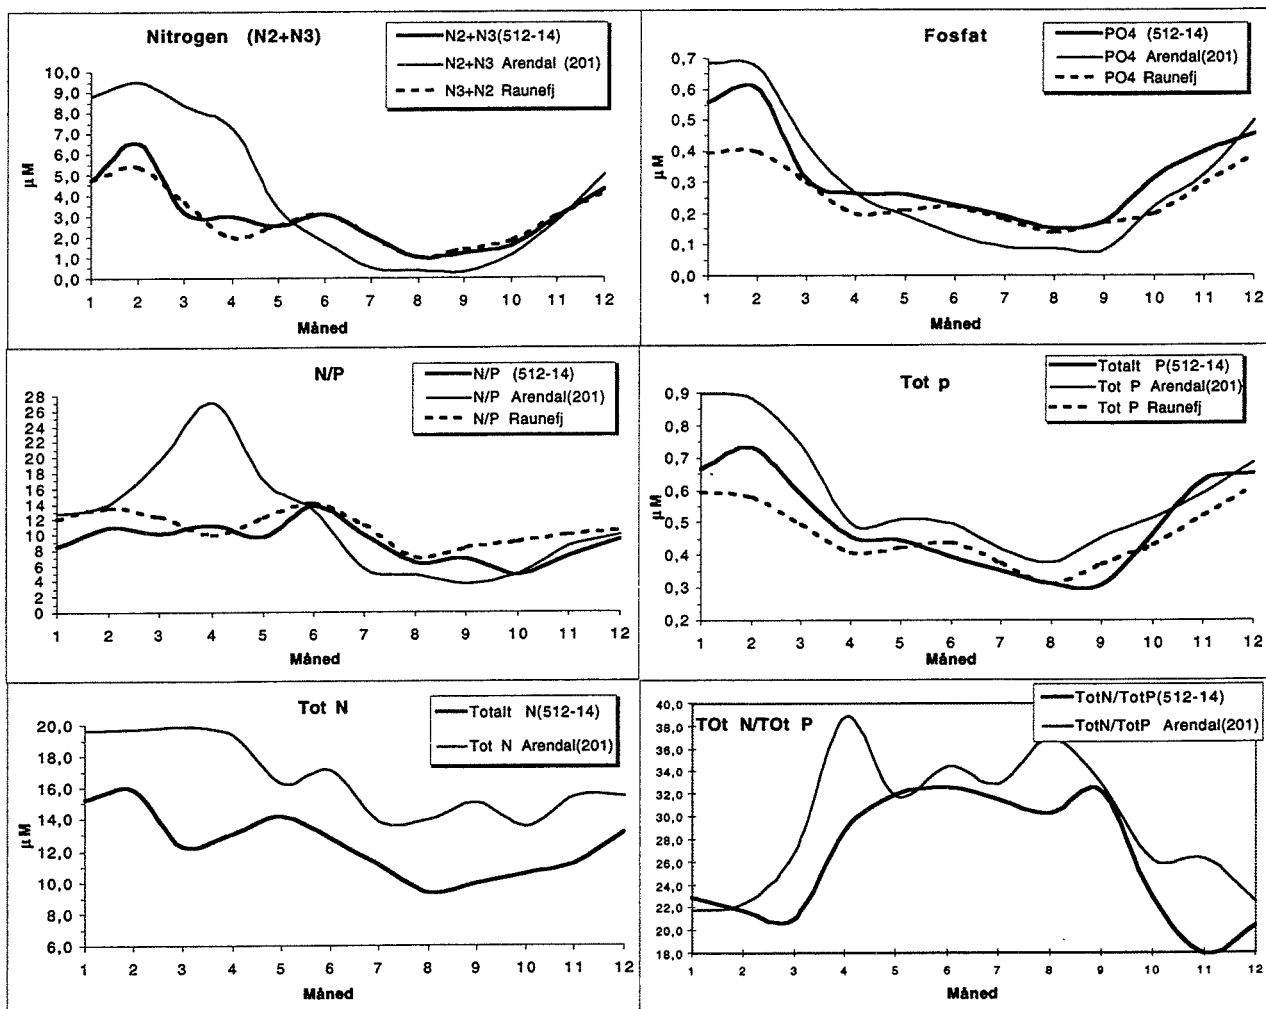 Nitrogen (N2+N3)
N2+N3(512-14)
N2+N3 Arendal (201)
N3+N2 Raunefj
10,0
9,0
8,0
7,0
6,0
5,0
4,0
3,0
2,0
1,0
0,0
µM
1 2 3 4 5 6 7 8 9 10 11 12
Måned
Fosfat
PO4 (512-14)
PO4 Arendal(201)
PO4 Raunefj
0,7
0,6
0,5
0,4
0,3
0,2
0,1
0,0
µM
1 2 3 4 5 6 7 8 9 10 11 12
Måned
N/P
N/P (512-14)
N/P Arendal(201)
N/P Raunefj
28
26
24
22
20
18
16
14
12
10
8
6
4
2
0
1 2 3 4 5 6 7 8 9 10 11 12
Måned
Tot p
Totalt P(512-14)
Tot P Arendal(201)
Tot P Raunefj
0,9
0,8
0,7
0,6
0,5
0,4
0,3
0,2
µM
1 2 3 4 5 6 7 8 9 10 11 12
Måned
Tot N
Totalt N(512-14)
Tot N Arendal(201)
20,0
18,0
16,0
14,0
12,0
10,0
8,0
6,0
µM
1 2 3 4 5 6 7 8 9 10 11 12
Måned
TOt N/TOt P
TotN/TotP(512-14)
TotN/TotP Arendal(201)
40,0
38,0
36,0
34,0
32,0
30,0
28,0
26,0
24,0
22,0
20,0
18,0
1 2 3 4 5 6 7 8 9 10 11 12
Måned